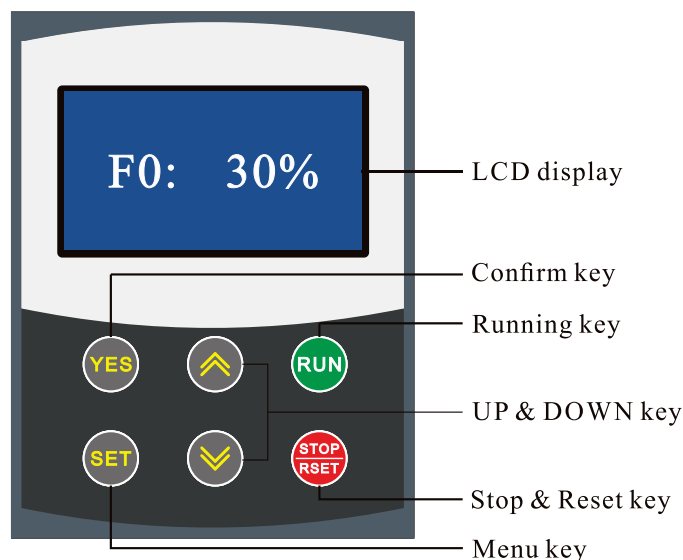 F0: 30%
LCD display
Confirm key
Running key
YES
RUN
UP & DOWN key
SET
STOP
RSET
Stop & Reset key
Menu key